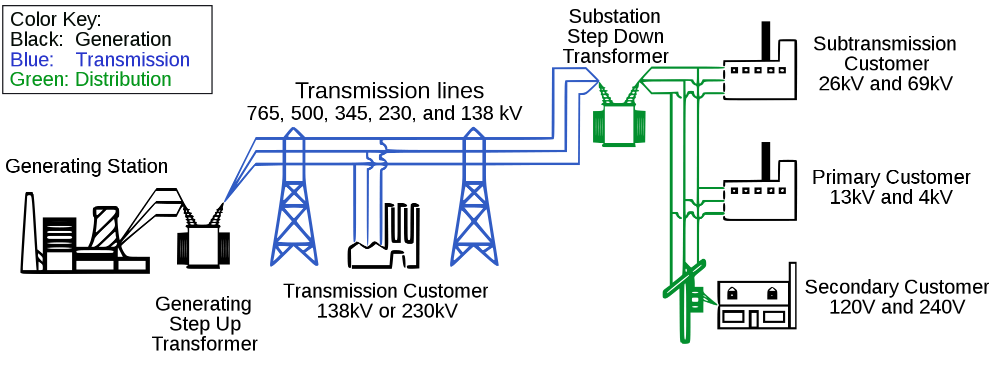 Color Key:
Black: Generation
Blue: Transmission
Green: Distribution
Substation
Step Down
Transformer
Subtransmission
Customer
26kV and 69kV
Transmission lines
765, 500, 345, 230, and 138 kV
Generating Station
Primary Customer
13kV and 4kV
Transmission Customer
138kV or 230kV
Generating
Step Up
Transformer
Secondary Customer
120V and 240V